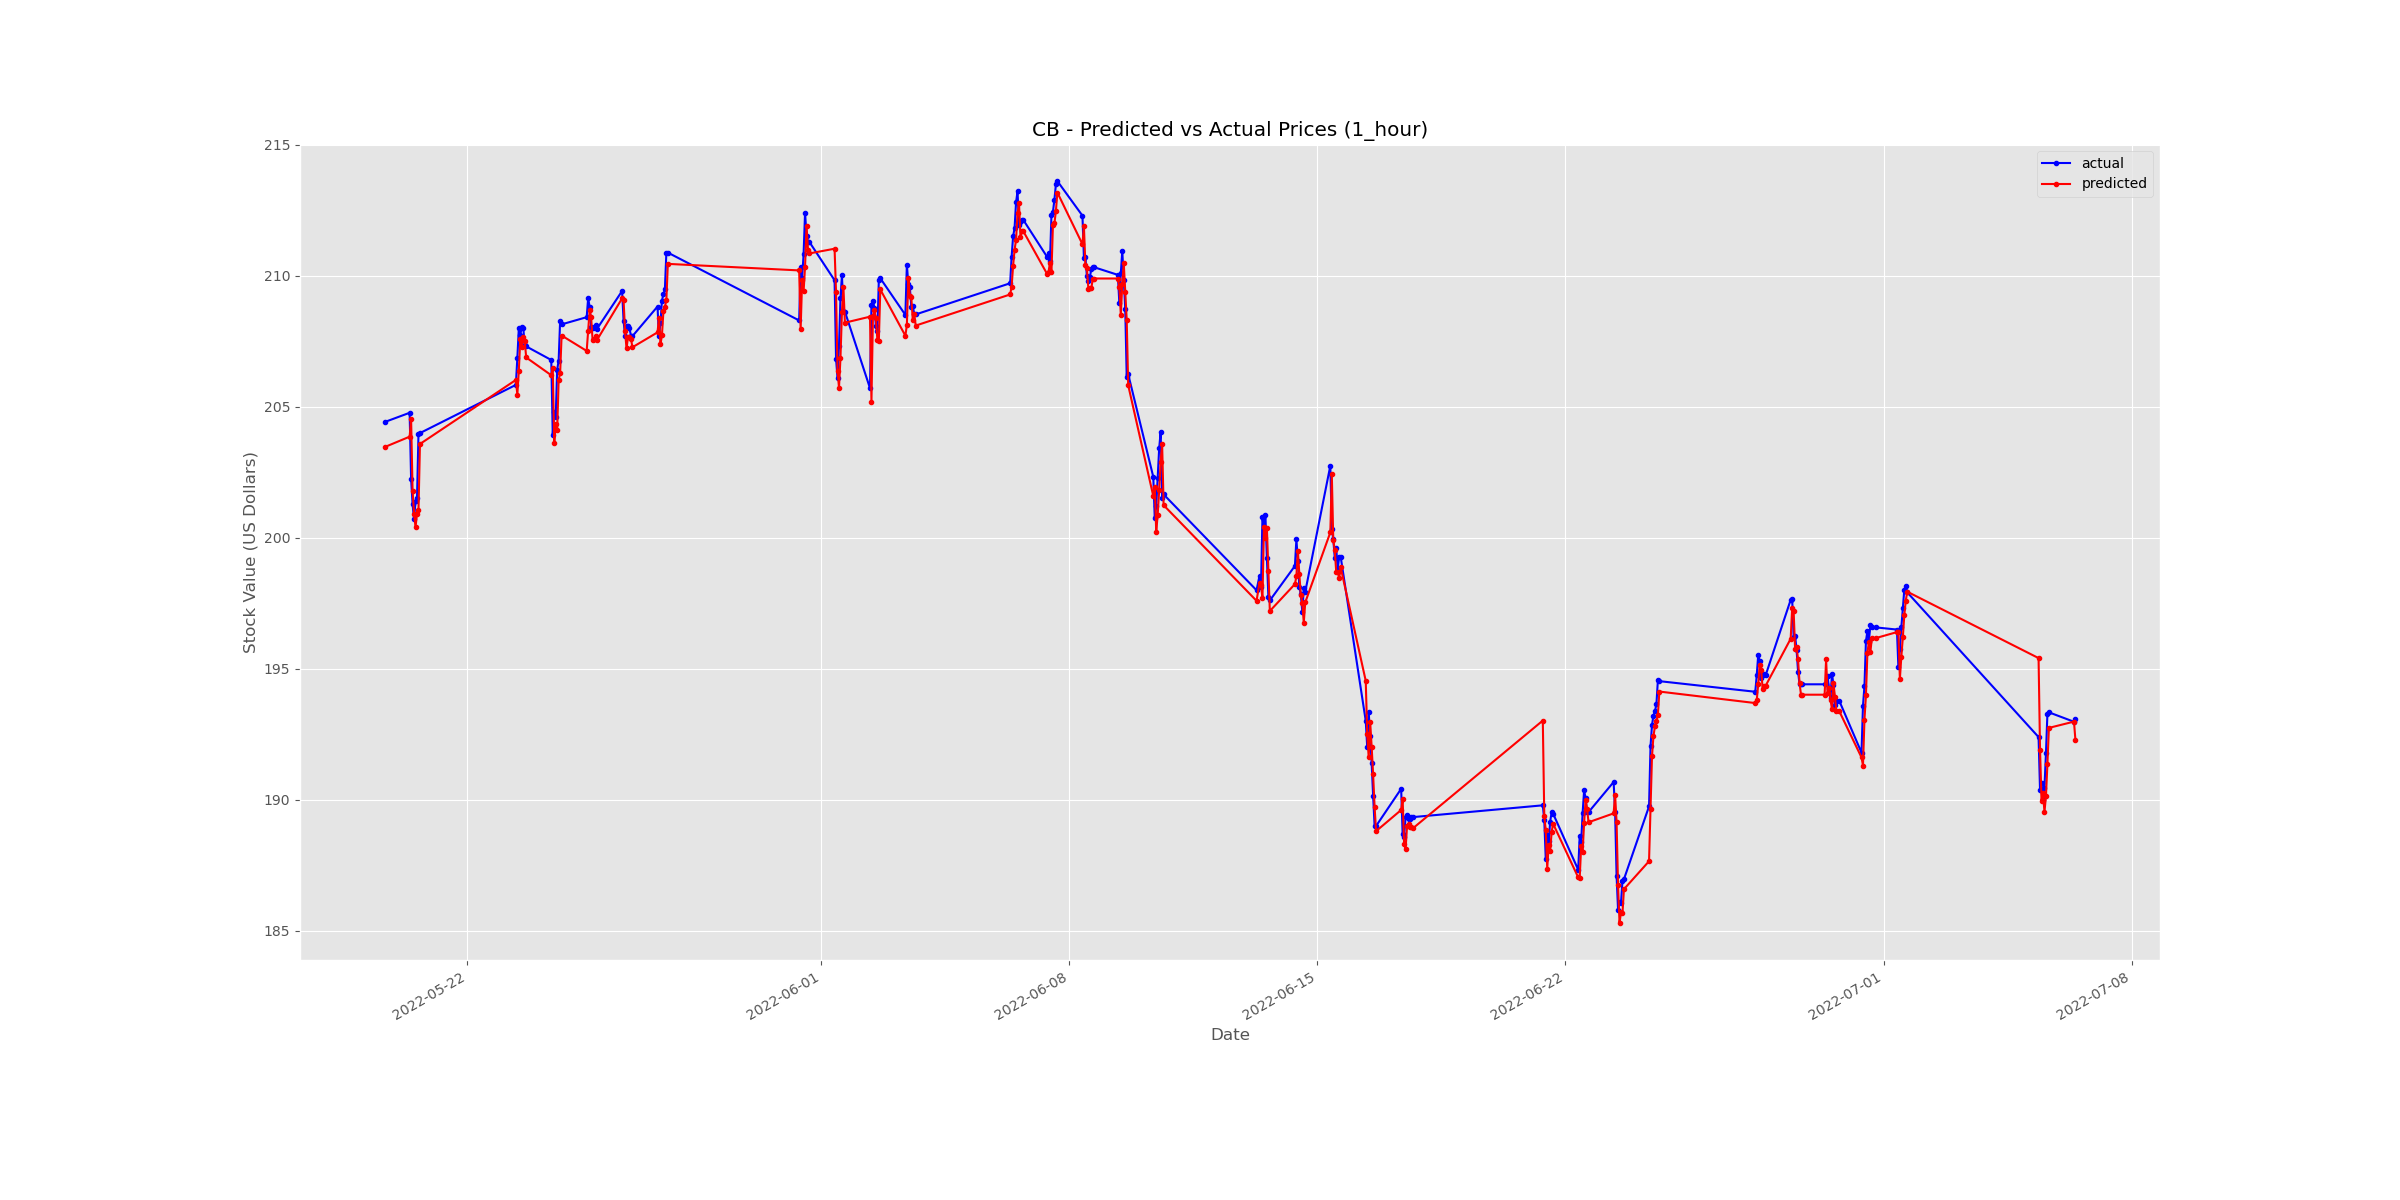 CB - Predicted vs Actual Prices (1_hour)
215
210
205
200
195
190
185
Stock Value (US Dollars)
actual
predicted
2022-05-22
2022-06-01
2022-06-08
2022-06-15
2022-06-22
2022-07-01
2022-07-08
Date